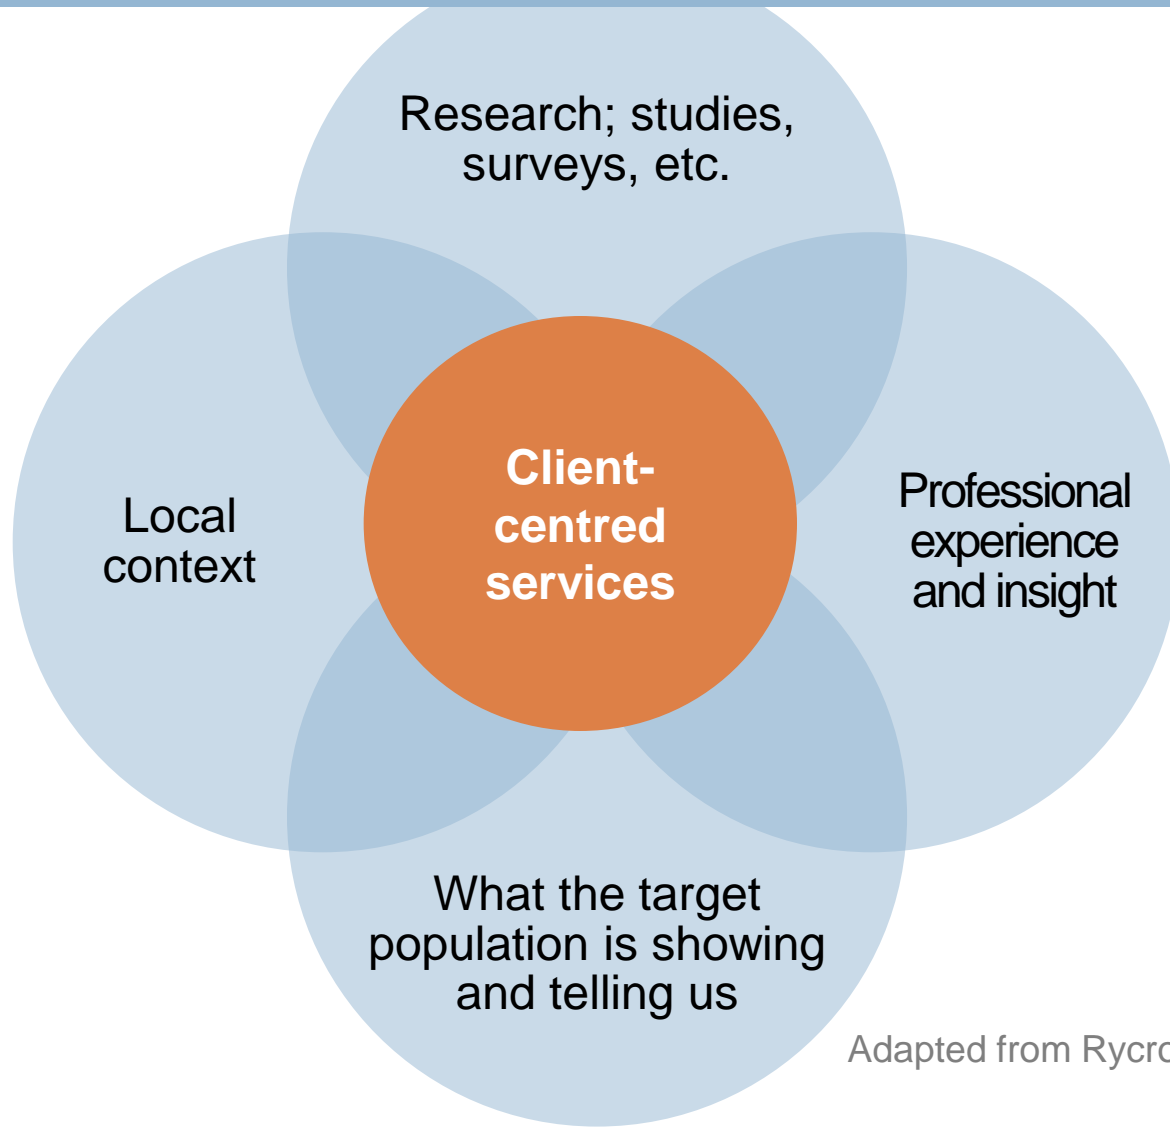 Research; studies,
surveys, etc.
Local
context
Client-
centred
services
Professional
experience
and insight
What the target
population is showing
and telling us
Adapted from